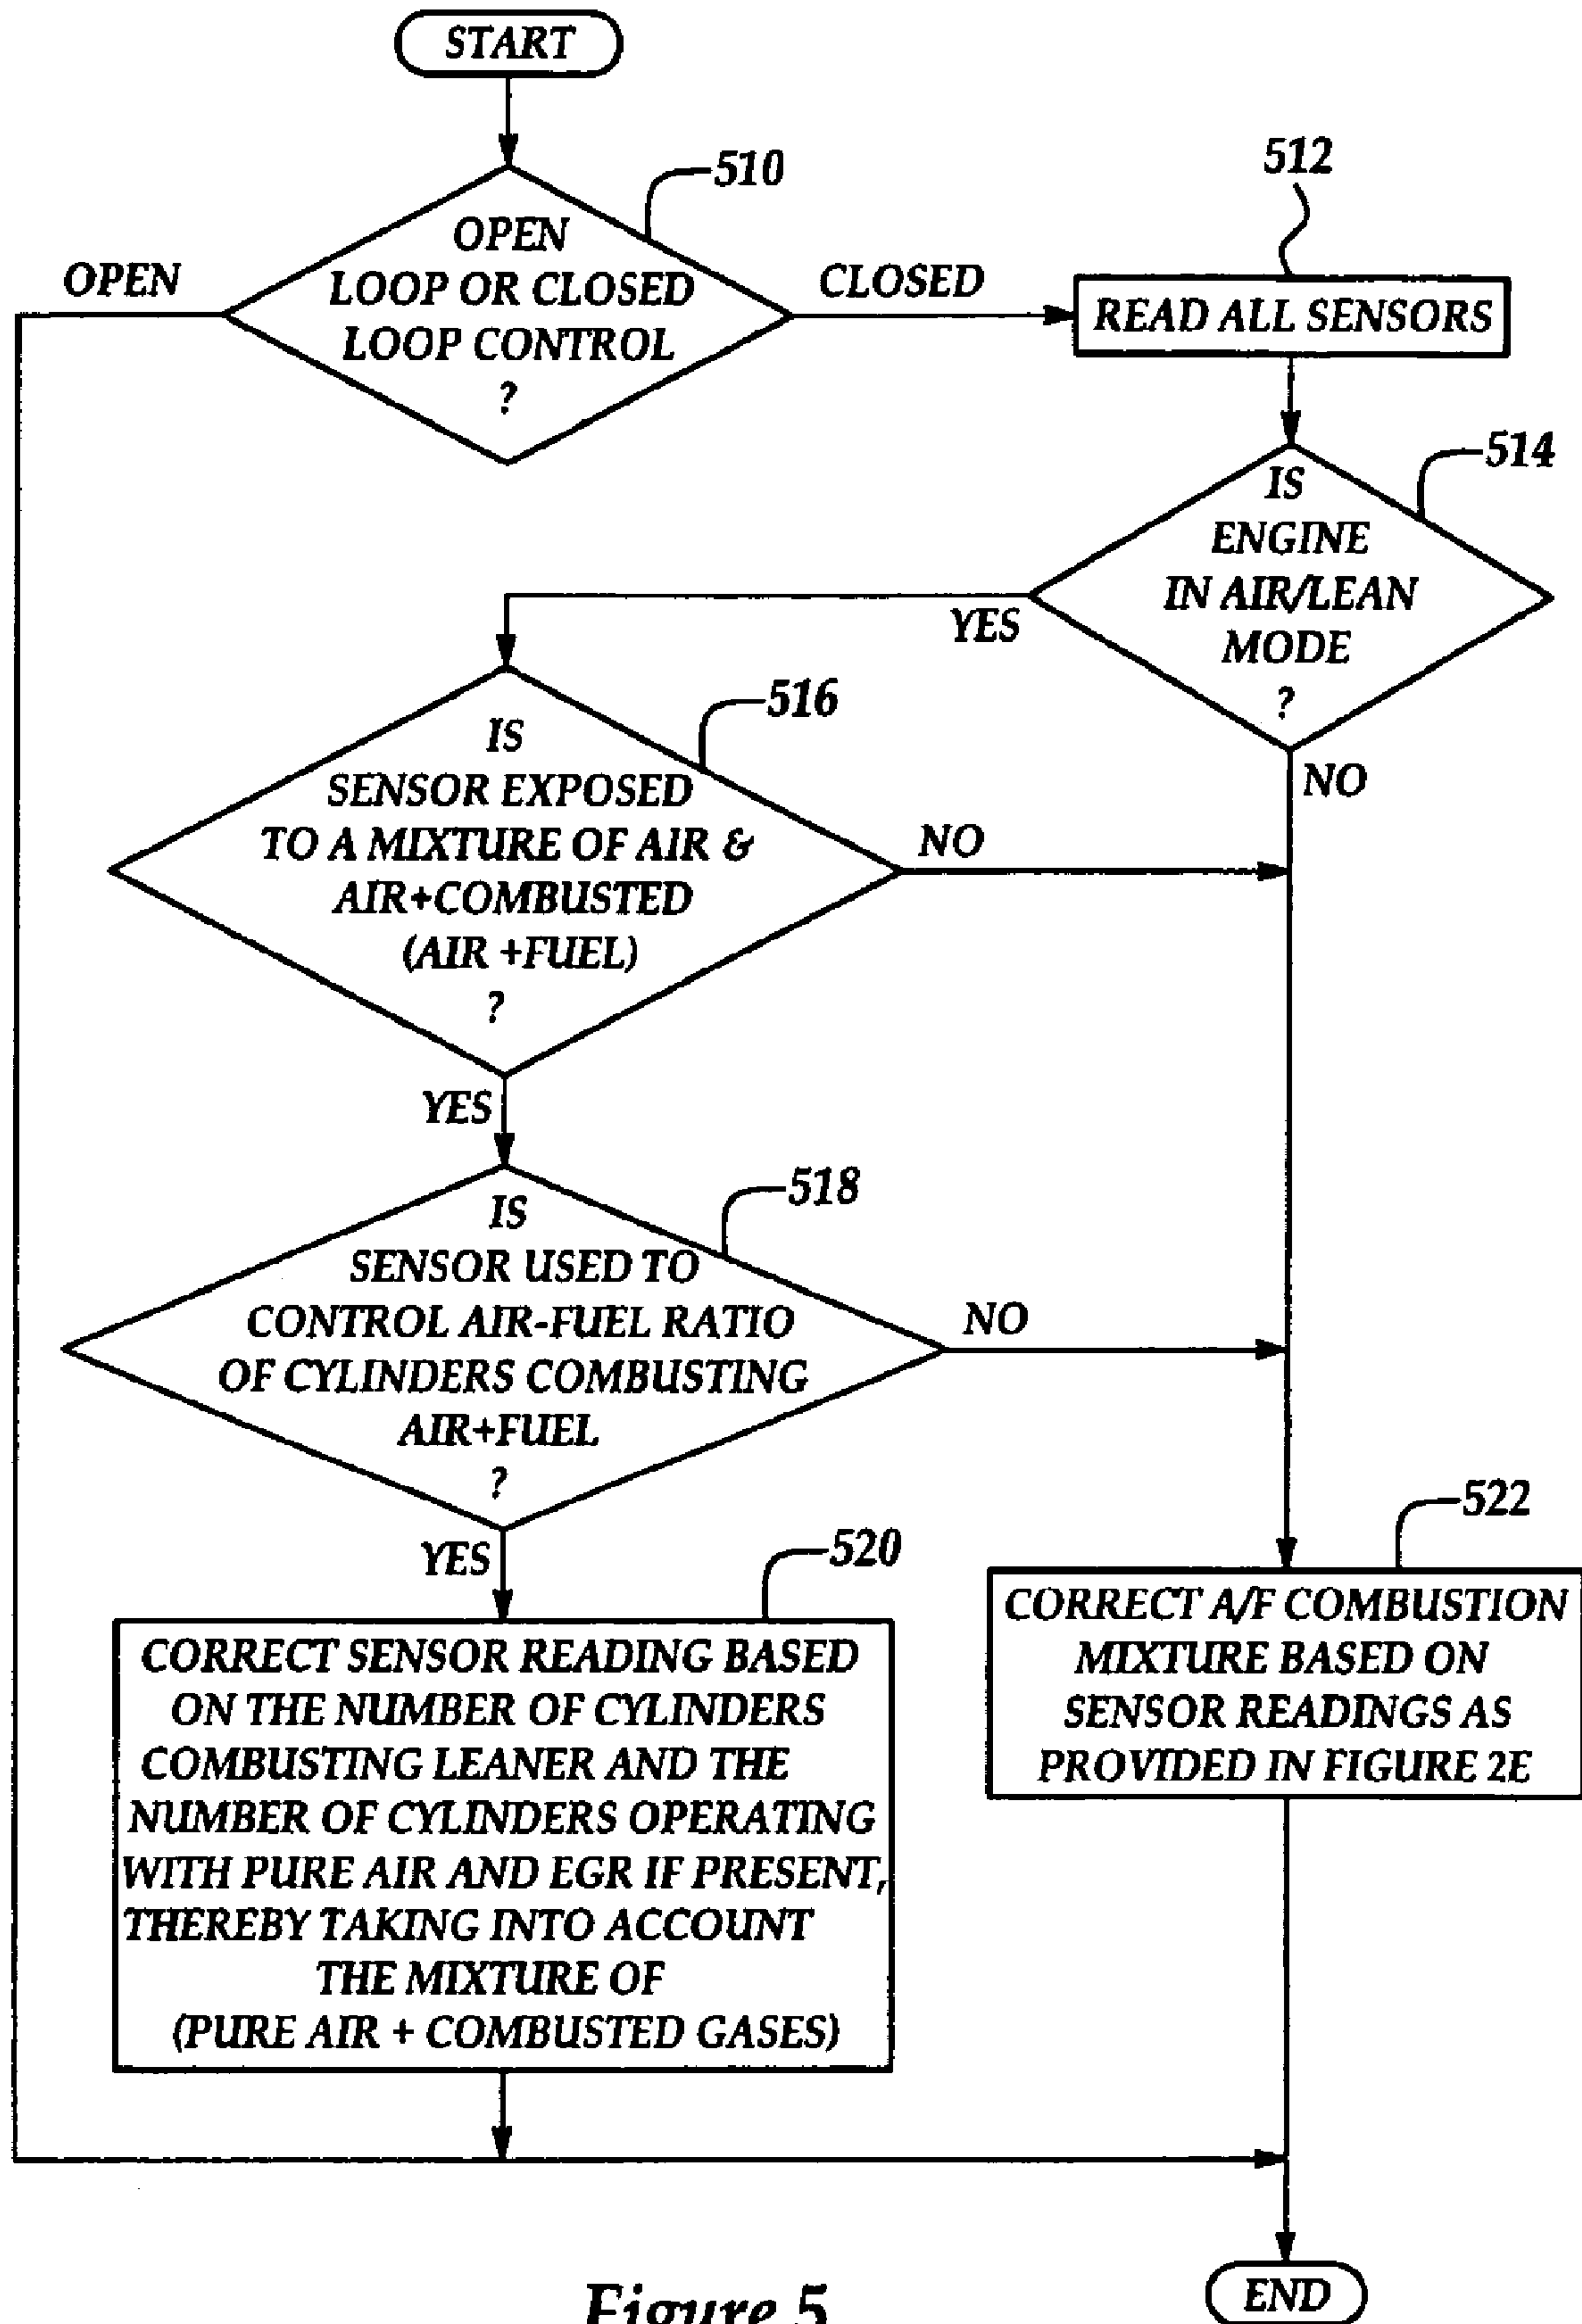 START
510
OPEN
LOOP OR CLOSED
LOOP CONTROL
?
OPEN
CLOSED
512
READ ALL SENSORS
514
IS
ENGINE
IN AIR/LEAN
MODE
?
YES
NO
516
IS
SENSOR EXPOSED
TO A MIXTURE OF AIR &
AIR+COMBUSTED
(AIR +FUEL)
?
NO
YES
518
IS
SENSOR USED TO
CONTROL AIR-FUEL RATIO
OF CYLINDERS COMBUSTING
AIR+FUEL
?
NO
YES
520
CORRECT SENSOR READING BASED
ON THE NUMBER OF CYLINDERS
COMBUSTING LEANER AND THE
NUMBER OF CYLINDERS OPERATING
WITH PURE AIR AND EGR IF PRESENT,
THEREBY TAKING INTO ACCOUNT
THE MIXTURE OF
(PURE AIR + COMBUSTED GASES)
522
CORRECT A/F COMBUSTION
MIXTURE BASED ON
SENSOR READINGS AS
PROVIDED IN FIGURE 2E
END
Figure 5